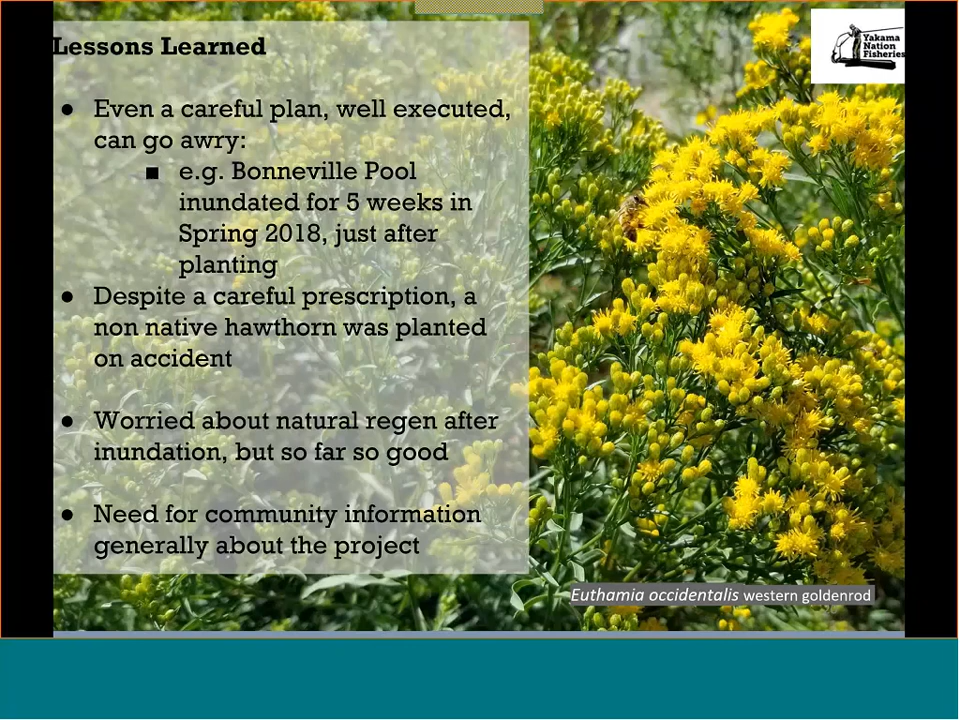 Lessons Learned
Yakama
Nation
Fisheries
● Even a careful plan, well executed,
can go awry:
■ e.g. Bonneville Pool
inundated for 5 weeks in
Spring 2018, just after
planting
● Despite a careful prescription, a
non native hawthorn was planted
on accident
● Worried about natural regen after
inundation, but so far so good
● Need for community information
generally about the project
Euthamia occidentalis western goldenrod